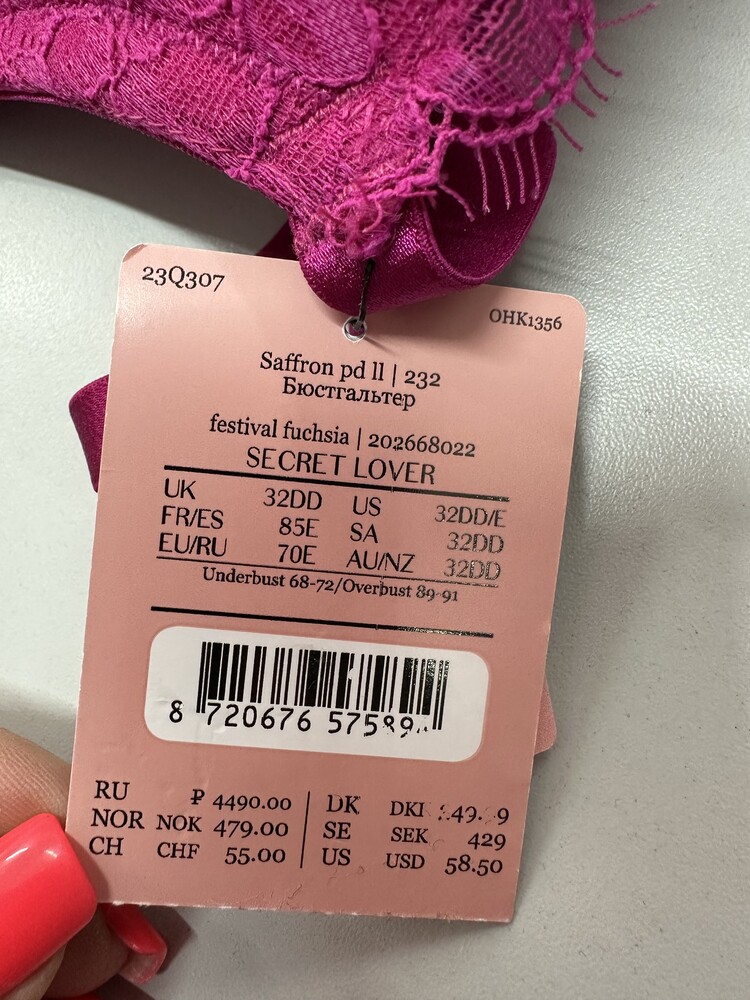 23Q307
OHK1356
Saffron pd ll | 232
Бюстгальтер
festival fuchsia | 202668022
SECRET LOVER
UK 32DD US 32DD/E
FR/ES 85E SA 32DD
EU/RU 70E AU/NZ 32DD
Underbust 68-72/Overbust 89-91
8 720676
RU ₽ 4490.00 DK
NOR NOK 479.00 SE SEK 429
CH CHF 55.00 US USD 58.50